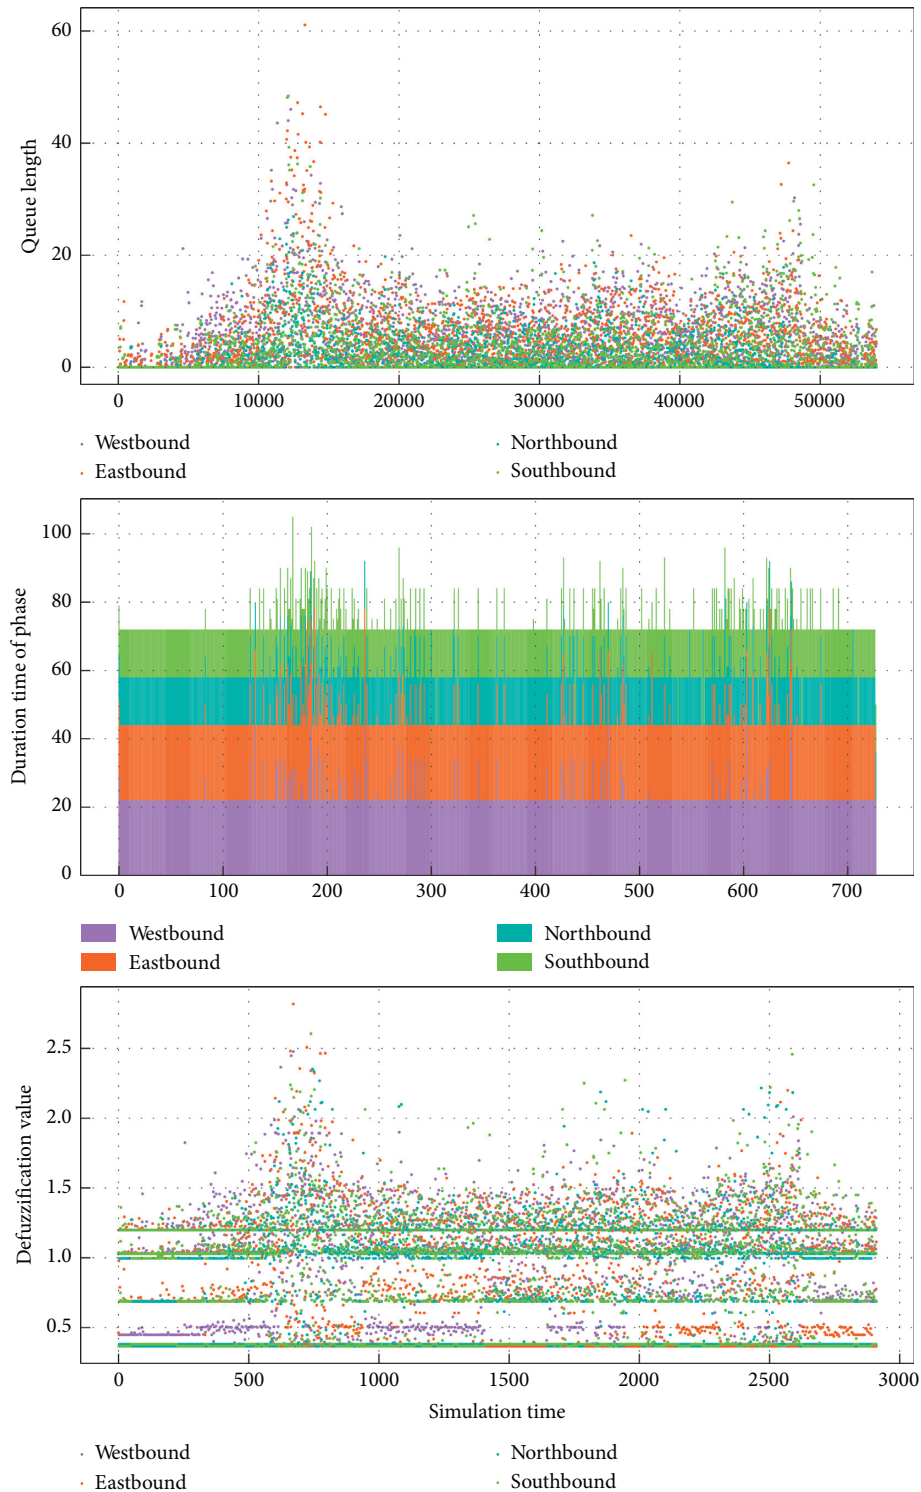 60
40
20
0
Queue length
0 10000 20000 30000 40000 50000
Westbound Northbound
Eastbound Southbound
100
80
60
40
20
0
Duration time of phase
0 100 200 300 400 500 600 700
Westbound Northbound
Eastbound Southbound
2.5
2.0
1.5
1.0
0.5
Defuzzification value
0 500 1000 1500 2000 2500 3000
Simulation time
Westbound Northbound
Eastbound Southbound